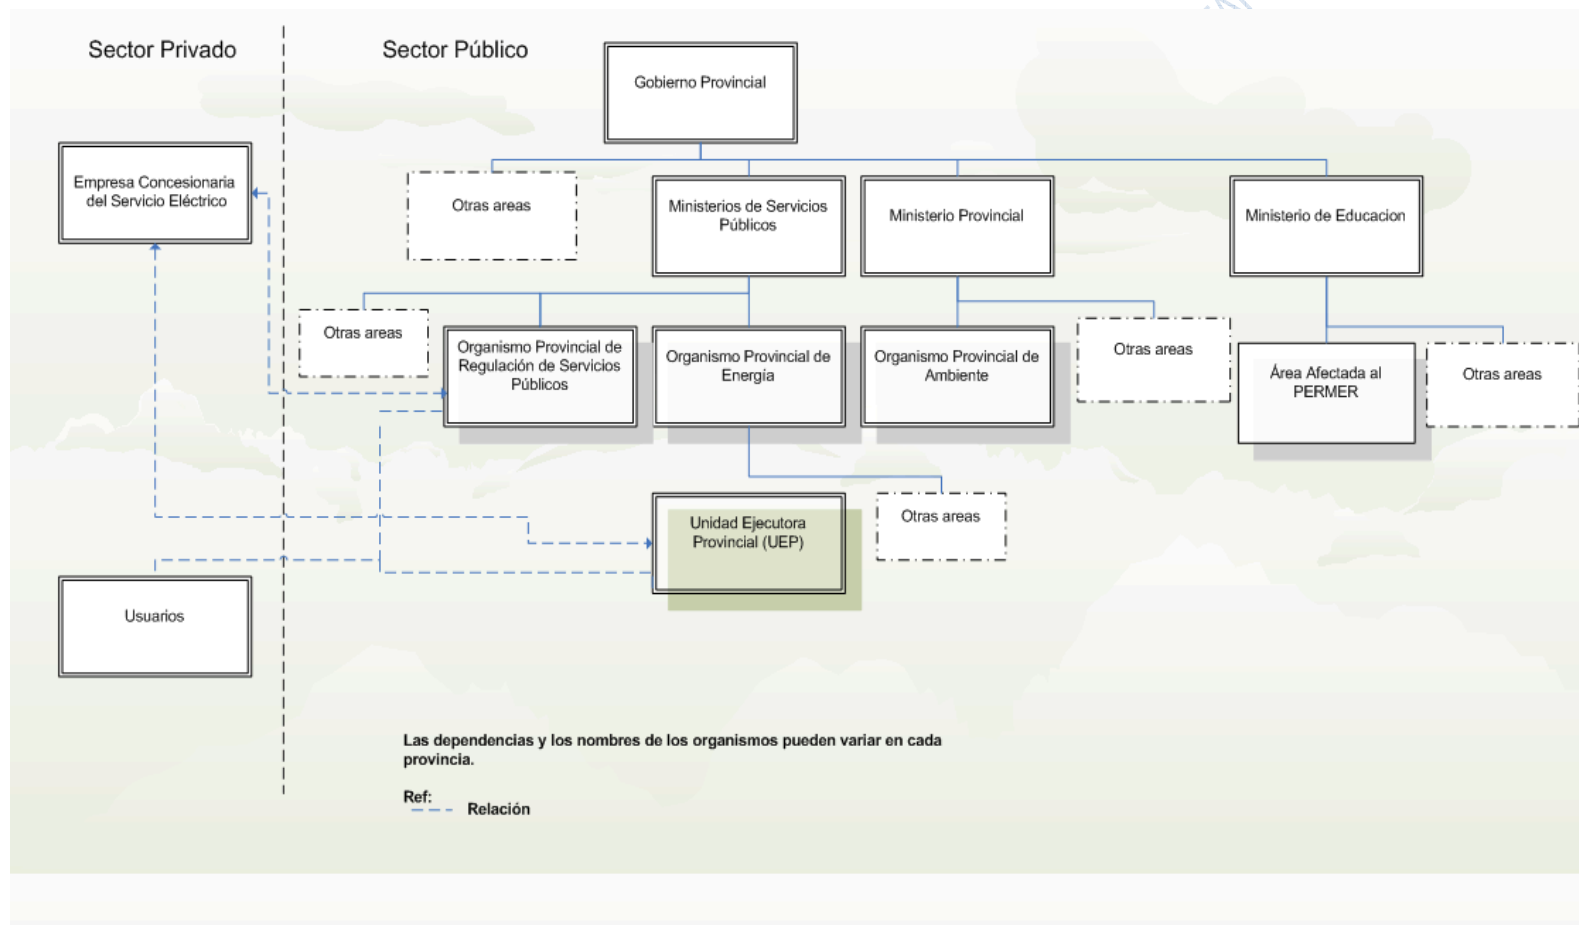 Sector Privado
Sector Público
Gobierno Provincial
Empresa Concesionaria
del Servicio Eléctrico
Otras areas
Ministerios de Servicios
Públicos
Ministerio Provincial
Ministerio de Educacion
Otras areas
Organismo Provincial de
Regulación de Servicios
Públicos
Organismo Provincial de
Energía
Organismo Provincial de
Ambiente
Otras areas
Área Afectada al
PERMER
Otras areas
Unidad Ejecutora
Provincial (UEP)
Otras areas
Usuarios
Las dependencias y los nombres de los organismos pueden variar en cada
provincia.
Ref:
Relación